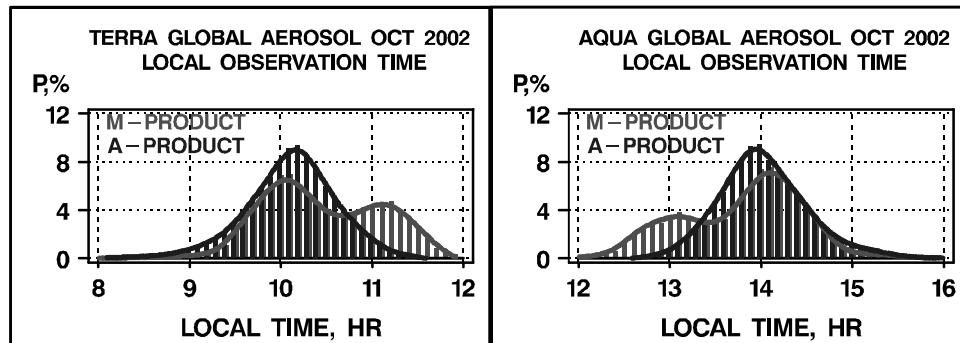 TERRA GLOBAL AEROSOL OCT 2002
LOCAL OBSERVATION TIME
P,%
12
8
4
0
M – PRODUCT
A – PRODUCT
8 9 10 11 12
LOCAL TIME, HR
AQUA GLOBAL AEROSOL OCT 2002
LOCAL OBSERVATION TIME
P,%
12
8
4
0
M – PRODUCT
A – PRODUCT
12 13 14 15 16
LOCAL TIME, HR